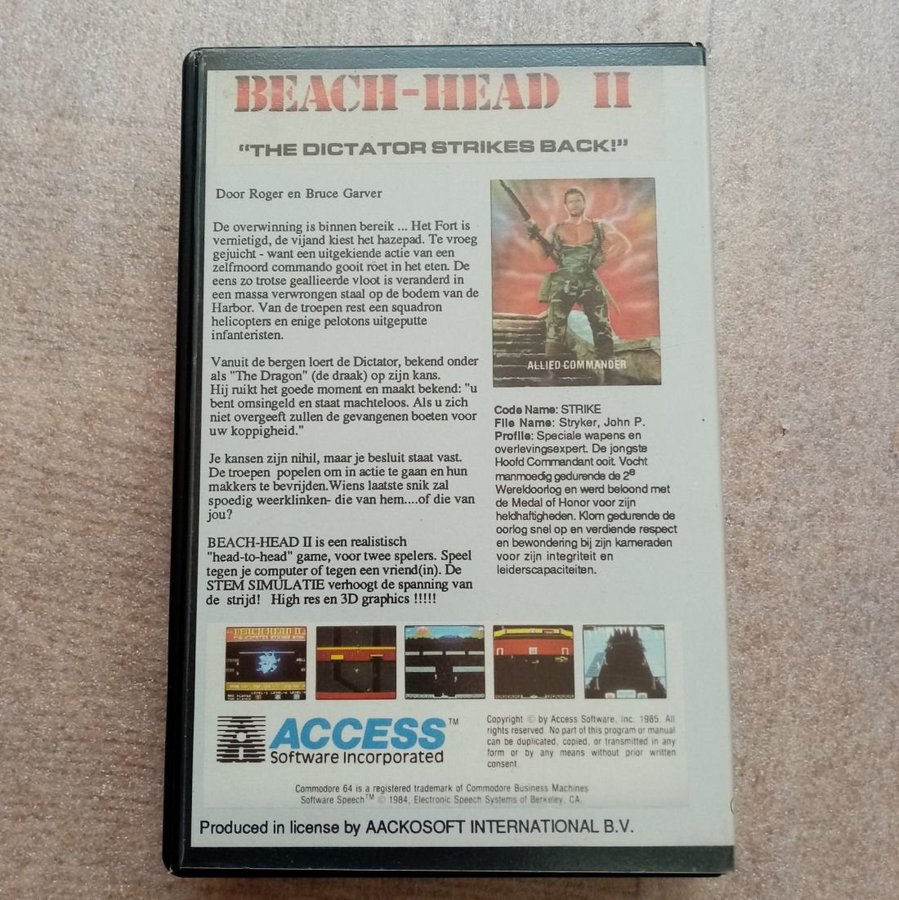 BEACH-HEAD II
"THE DICTATOR STRIKES BACK!"
Door Roger en Bruce Garver
De overwinning is binnen bereik ... Het Fort is
vernietigd, de vijand kiest het hazepad. Te vroeg
gejuicht - want een uitgekiende actie van een
zelfmoord commando gooit roet in het eten. De
eens zo trotse geallieerde vloot is veranderd in
een massa verwrongen staal op de bodem van de
Harbor. Van de troepen rest een squadron
helicopters en enige pelotons uitgeputte
infanteristen.
Vanuit de bergen loert de Dictator, bekend onder
als "The Dragon" (de draak) op zijn kans.
Hij ruikt het goede moment en maakt bekend: "u
bent omsingeld en staat machteloos. Als u zich
niet overgeeft zullen de gevangenen boeten voor
uw koppigheid."
Je kansen zijn nihil, maar je besluit staat vast.
De troepen popelen om in actie te gaan en hun
makkers te bevrijden.Wiens laatste snik zal
spoedig weerklinken- die van hem....of die van
jou?
BEACH-HEAD II is een realistisch
"head-to-head" game, voor twee spelers. Speel
tegen je computer of tegen een vriend(in). De
STEM SIMULATIE verhoogt de spanning van
de strijd! High res en 3D graphics !!!!!
ALLIED COMMANDER
Code Name: STRIKE
File Name: Stryker, John P.
Profile: Speciale wapens en
overlevingsexpert. De jongste
Hoofd Commandant ooit. Vocht
manmoedig gedurende de 2e
Wereldoorlog en werd beloond met
de Medal of Honor voor zijn
heldhaftigheden. Klom gedurende de
oorlog snel op en verdiende respect
en bewondering bij zijn kameraden
voor zijn integriteit en
leiderscapaciteiten.
BEACH-HEAD II
ACCESS™
Software Incorporated
Copyright © by Access Software, Inc. 1985. All
rights reserved. No part of this program or manual
can be duplicated, copied, or transmitted in any
form or by any means without prior written
consent.
Commodore 64 is a registered trademark of Commodore Business Machines
Software Speech™ © 1984, Electronic Speech Systems of Berkeley, CA.
Produced in license by AACKOSOFT INTERNATIONAL B.V.